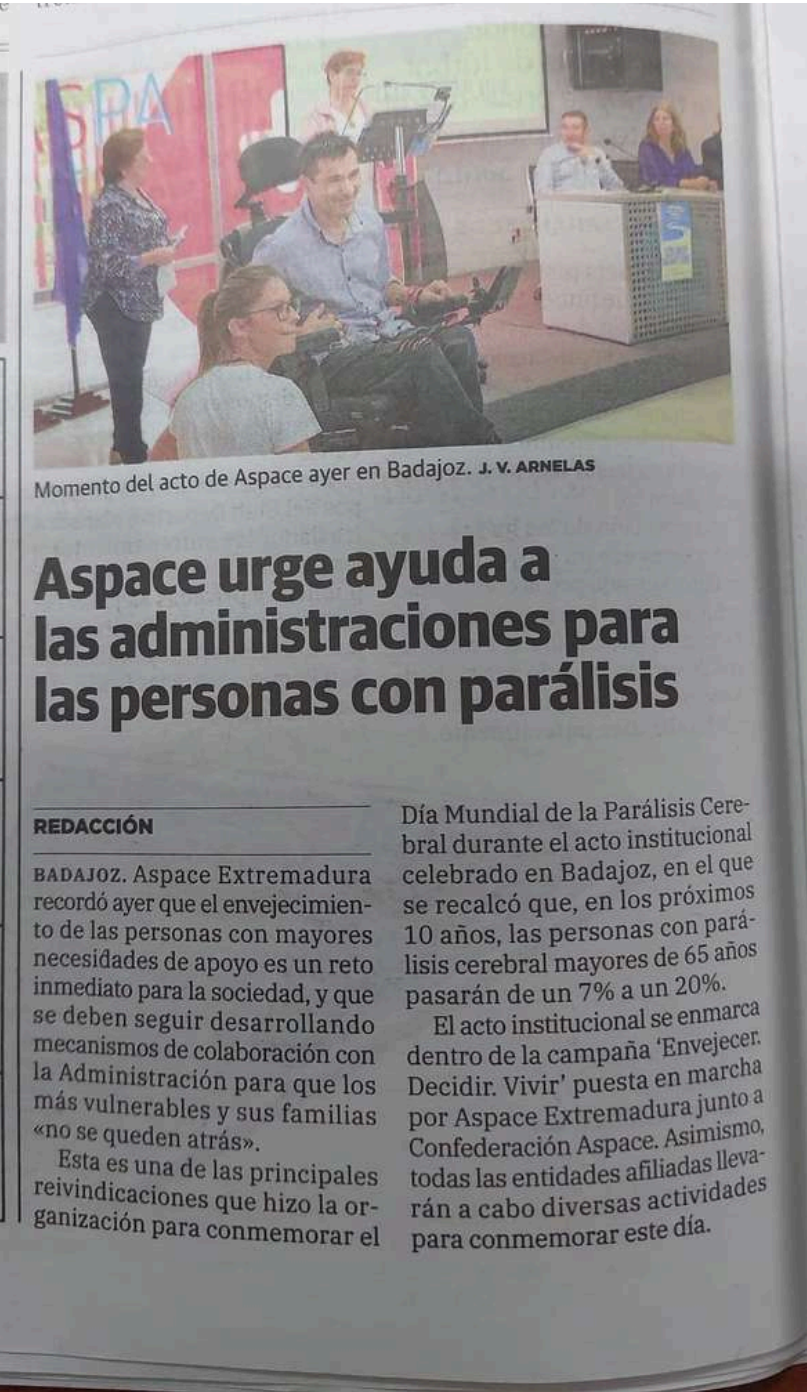 SPA
Momento del acto de Aspace ayer en Badajoz. J. V. ARNELAS
Aspace urge ayuda a
las administraciones para
las personas con parálisis
REDACCIÓN
BADAJOZ. Aspace Extremadura
recordó ayer que el envejecimien-
to de las personas con mayores
necesidades de apoyo es un reto
inmediato para la sociedad, y que
se deben seguir desarrollando
mecanismos de colaboración con
la Administración para que los
más vulnerables y sus familias
«no se queden atrás».
Esta es una de las principales
reivindicaciones que hizo la or-
ganización para conmemorar el
Día Mundial de la Parálisis Cere-
bral durante el acto institucional
celebrado en Badajoz, en el que
se recalcó que, en los próximos
10 años, las personas con pará-
lisis cerebral mayores de 65 años
pasarán de un 7% a un 20%.
El acto institucional se enmarca
dentro de la campaña ‘Envejecer.
Decidir. Vivir’ puesta en marcha
por Aspace Extremadura junto a
Confederación Aspace. Asimismo,
todas las entidades afiliadas lleva-
rán a cabo diversas actividades
para conmemorar este día.